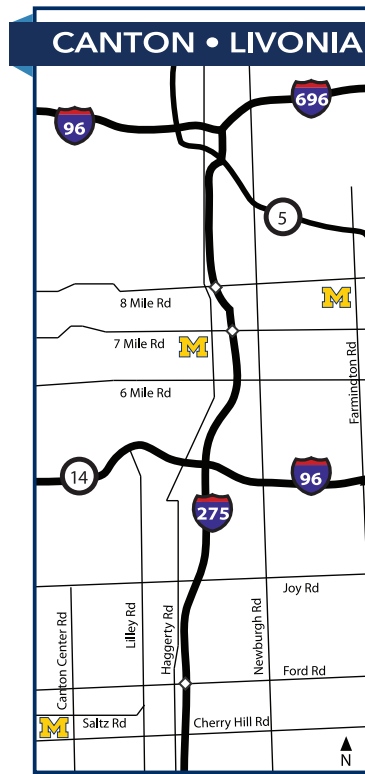 CANTON • LIVONIA
696
96
5
8 Mile Rd
M
7 Mile Rd
M
6 Mile Rd
Farmington Rd
14
96
275
Joy Rd
Canton Center Rd
Lilley Rd
Haggerty Rd
Newburgh Rd
Ford Rd
M
Saltz Rd
Cherry Hill Rd
N